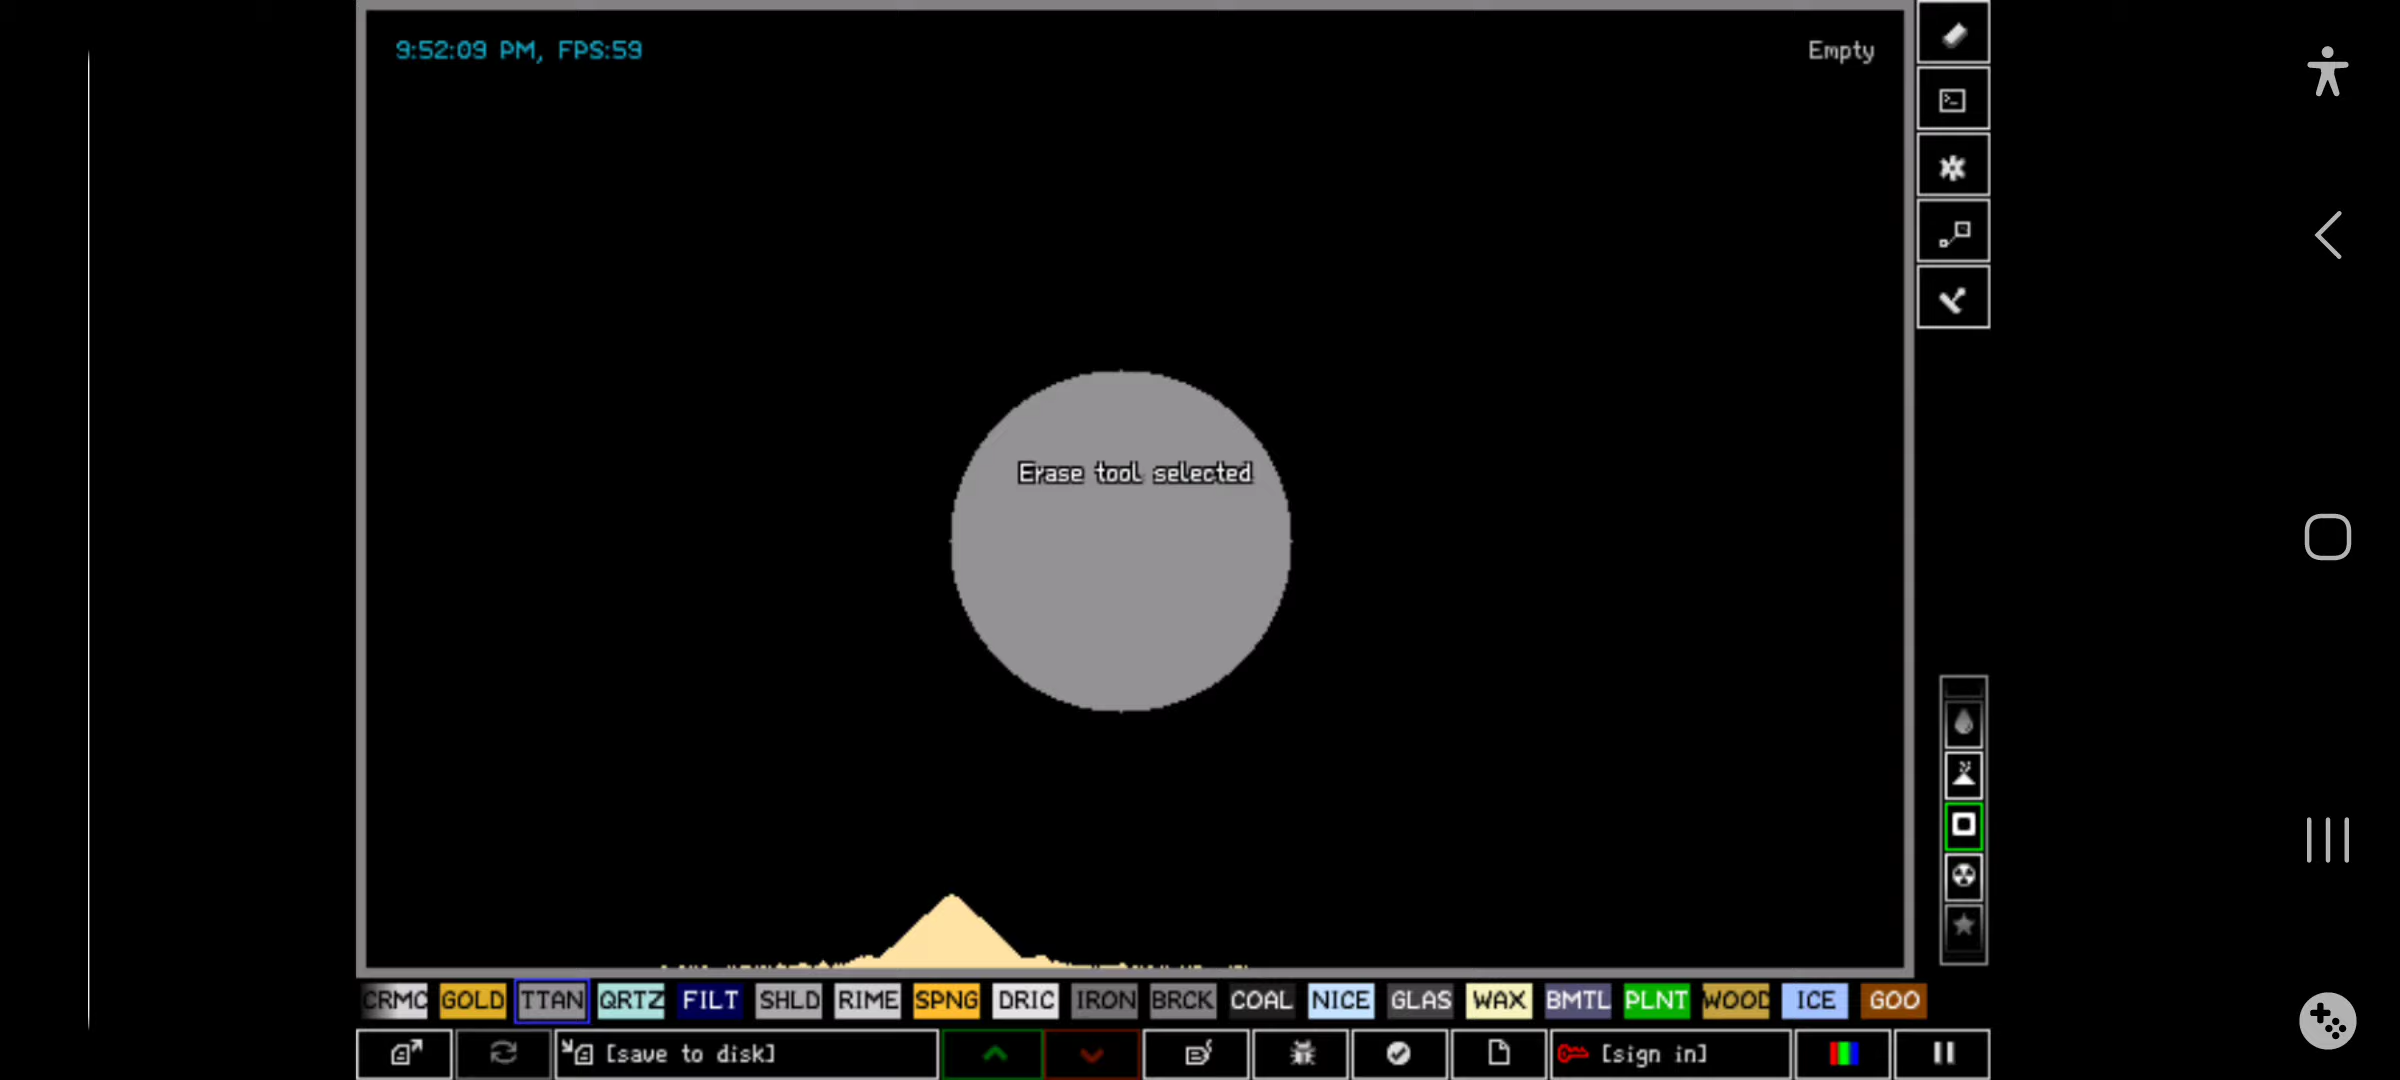 9:52:09 PM, FPS:59
Empty
Erase tool selected
CRMC GOLD TTAN QRTZ FILT SHLD RIME SPNG DRIC IRON BRCK COAL NICE GLAS WAX BMTL PLNT WOOD ICE GOO
[save to disk] [sign in]